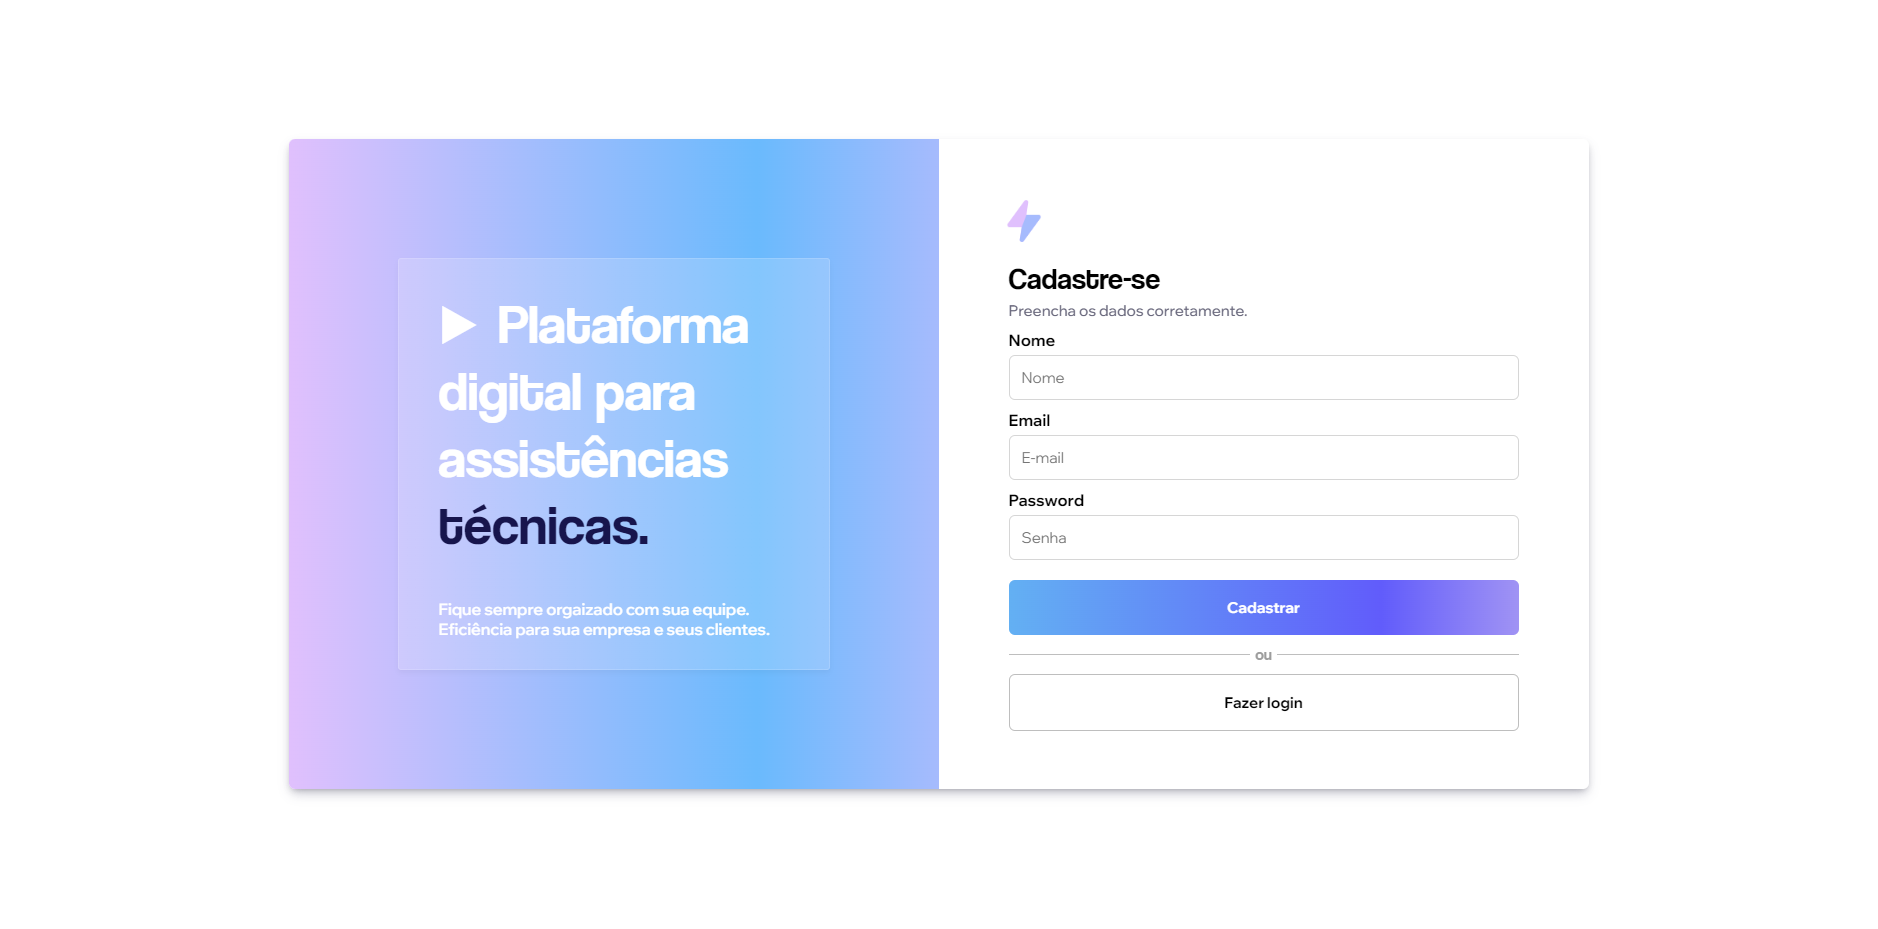 ▶ Plataforma
digital para
assistências
técnicas.
Fique sempre orgaizado com sua equipe.
Eficiência para sua empresa e seus clientes.
Cadastre-se
Preencha os dados corretamente.
Nome
Nome
Email
E-mail
Password
Senha
Cadastrar
ou
Fazer login